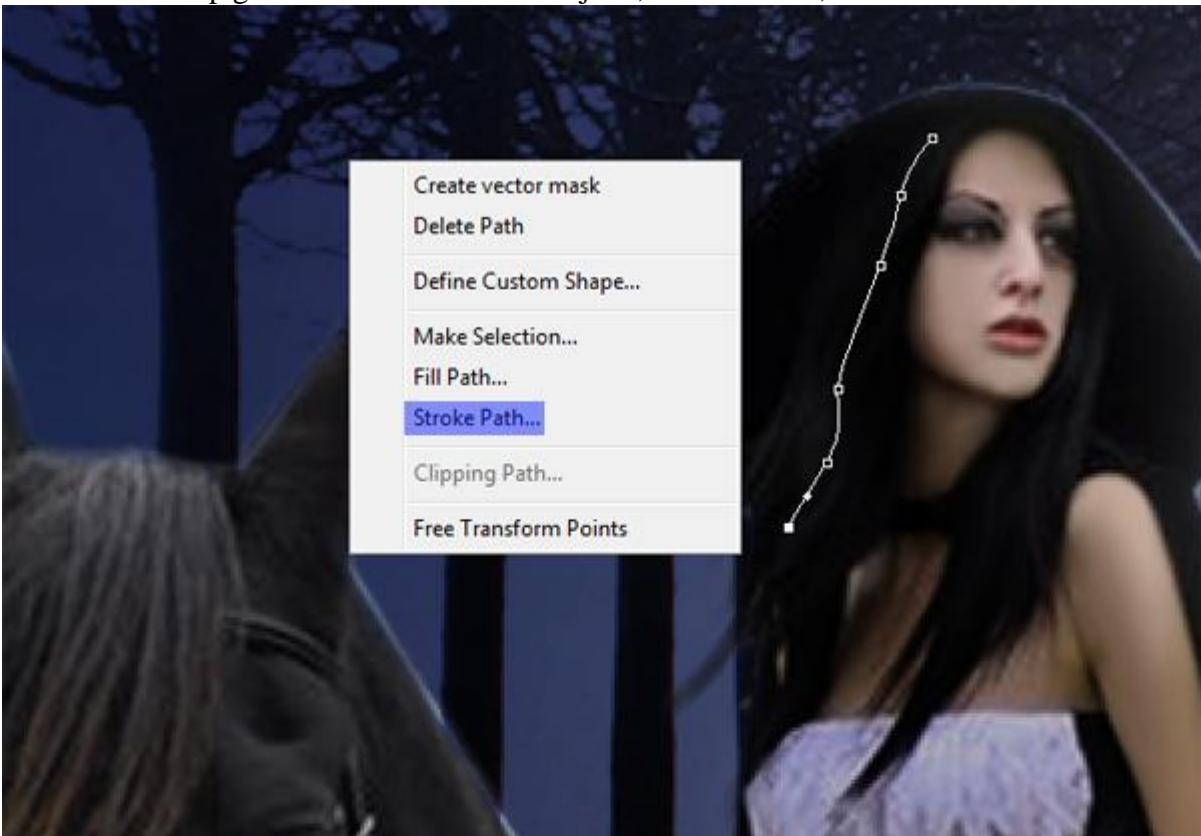 Create vector mask
Delete Path
Define Custom Shape...
Make Selection...
Fill Path...
Stroke Path...
Clipping Path...
Free Transform Points